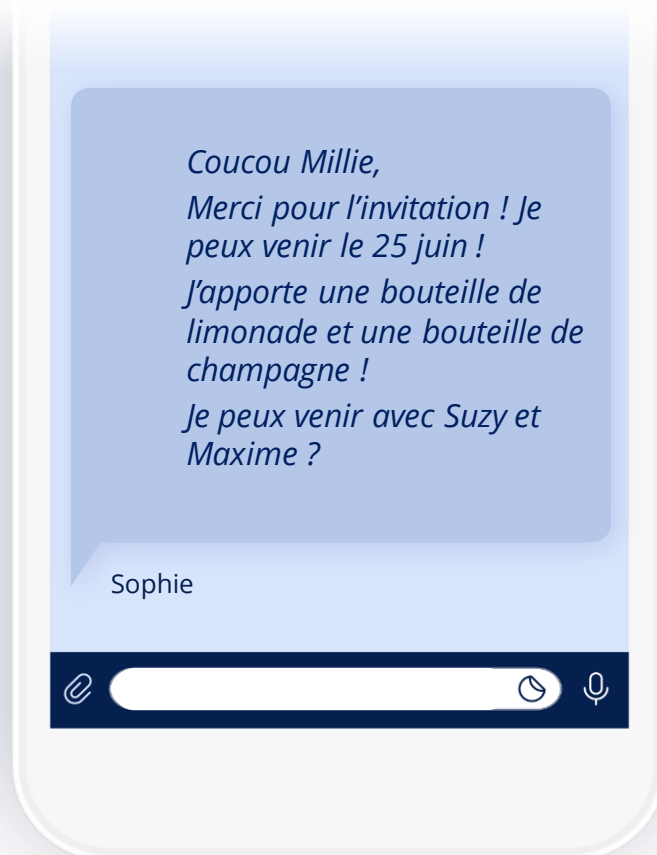 Coucou Millie,
Merci pour l’invitation ! Je
peux venir le 25 juin !
J’apporte une bouteille de
limonade et une bouteille de
champagne !
Je peux venir avec Suzy et
Maxime ?
Sophie